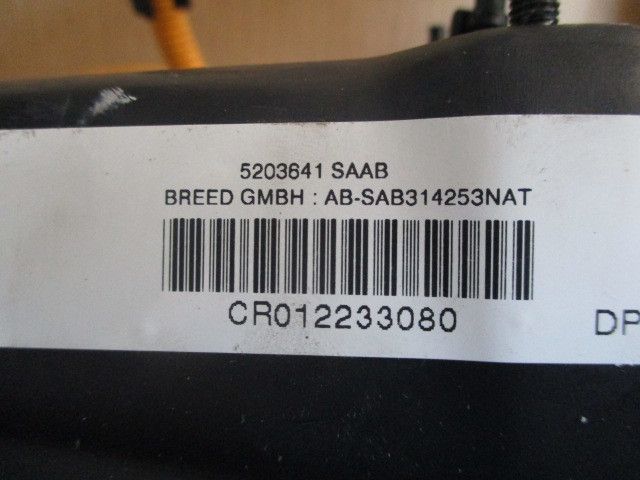 5203641 SAAB
BREED GMBH : AB-SAB314253NAT
CR012233080
DP